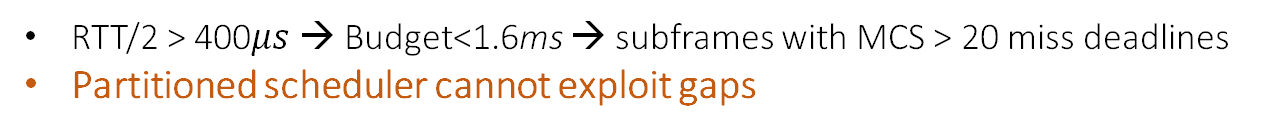 • RTT/2 > 400μs → Budget<1.6ms → subframes with MCS > 20 miss deadlines
• Partitioned scheduler cannot exploit gaps